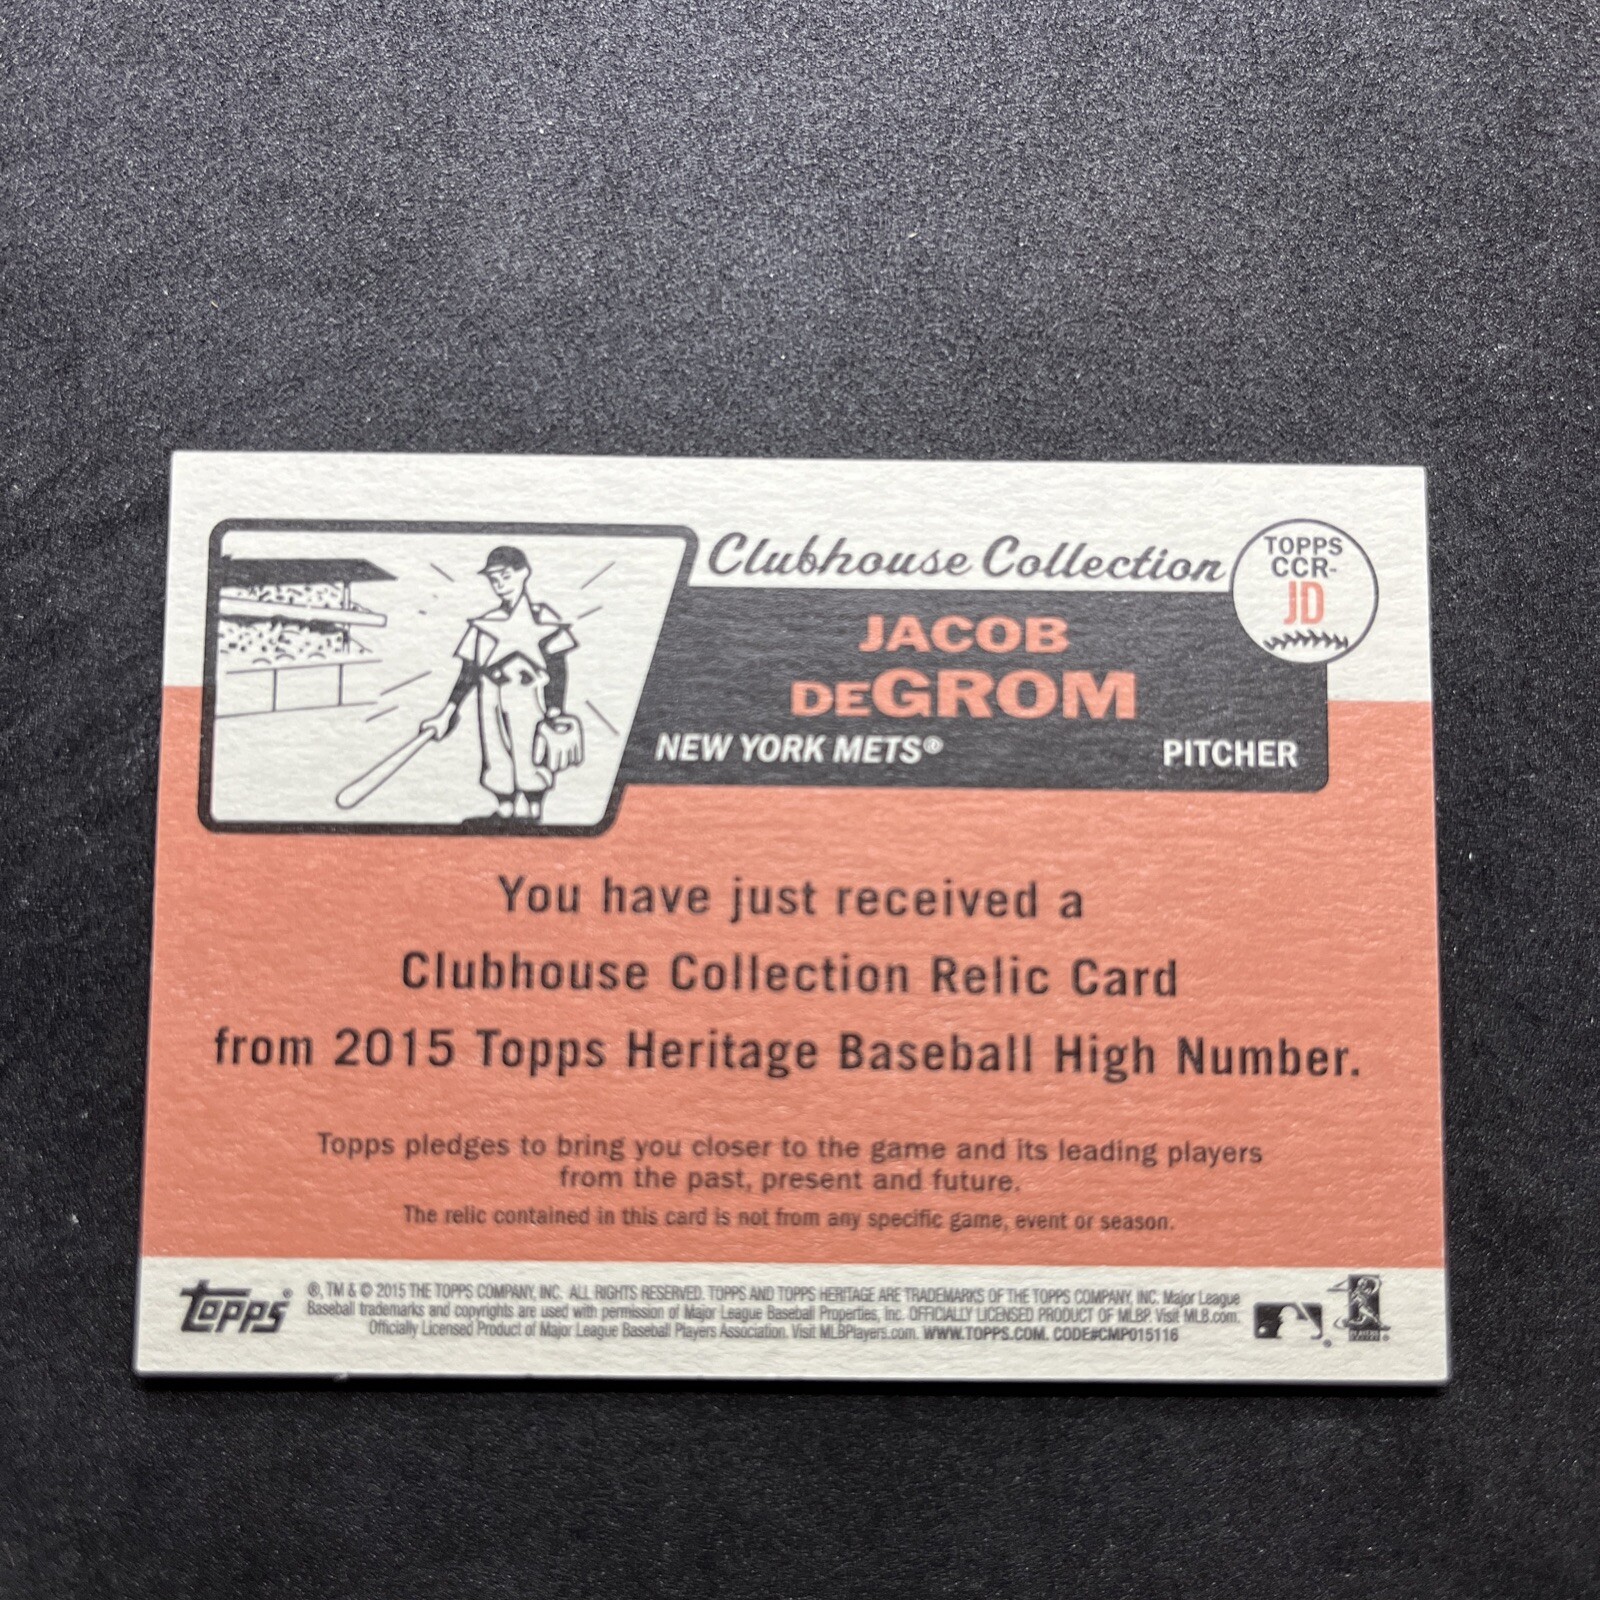 Clubhouse Collection
TOPPS
CCR-
JD
JACOB
DEGROM
NEW YORK METS®
PITCHER
You have just received a
Clubhouse Collection Relic Card
from 2015 Topps Heritage Baseball High Number.
Topps pledges to bring you closer to the game and its leading players
from the past, present and future.
The relic contained in this card is not from any specific game, event or season.
topps®
®, TM & © 2015 THE TOPPS COMPANY, INC. ALL RIGHTS RESERVED. TOPPS AND TOPPS HERITAGE ARE TRADEMARKS OF THE TOPPS COMPANY, INC. Major League
Baseball trademarks and copyrights are used with permission of Major League Baseball Properties, Inc. OFFICIALLY LICENSED PRODUCT OF MLBP. Visit MLB.com.
Officially Licensed Product of Major League Baseball Players Association. Visit MLBPlayers.com. WWW.TOPPS.COM. CODE#CMP015116